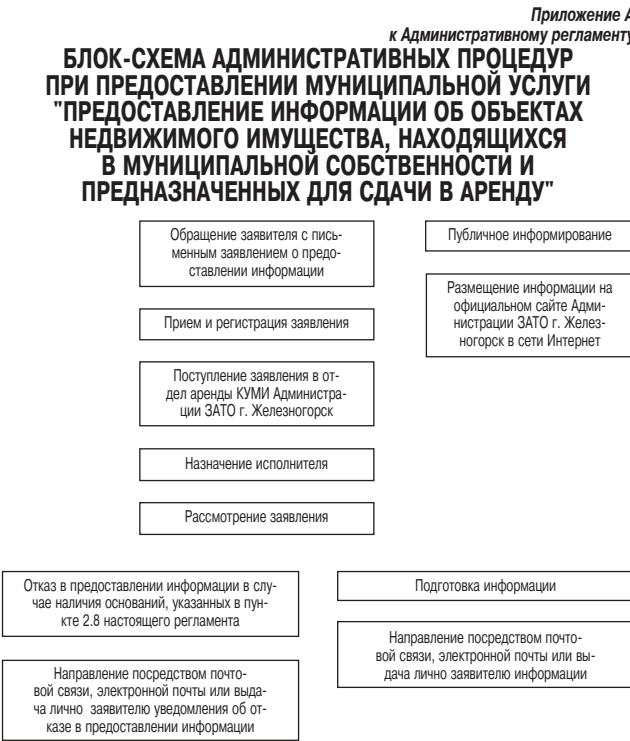 Приложение А
к Административному регламенту
БЛОК-СХЕМА АДМИНИСТРАТИВНЫХ ПРОЦЕДУР
ПРИ ПРЕДОСТАВЛЕНИИ МУНИЦИПАЛЬНОЙ УСЛУГИ
"ПРЕДОСТАВЛЕНИЕ ИНФОРМАЦИИ ОБ ОБЪЕКТАХ
НЕДВИЖИМОГО ИМУЩЕСТВА, НАХОДЯЩИХСЯ
В МУНИЦИПАЛЬНОЙ СОБСТВЕННОСТИ И
ПРЕДНАЗНАЧЕННЫХ ДЛЯ СДАЧИ В АРЕНДУ"
Обращение заявителя с пись-
менным заявлением о предо-
ставлении информации
Публичное информирование
Размещение информации на
официальном сайте Адми-
нистрации ЗАТО г. Желез-
ногорск в сети Интернет
Прием и регистрация заявления
Поступление заявления в от-
дел аренды КУМИ Администра-
ции ЗАТО г. Железногорск
Назначение исполнителя
Рассмотрение заявления
Отказ в предоставлении информации в слу-
чае наличия оснований, указанных в пун-
кте 2.8 настоящего регламента
Подготовка информации
Направление посредством почто-
вой связи, электронной почты или вы-
дача лично заявителю информации
Направление посредством почто-
вой связи, электронной почты или выда-
ча лично заявителю уведомления об от-
казе в предоставлении информации